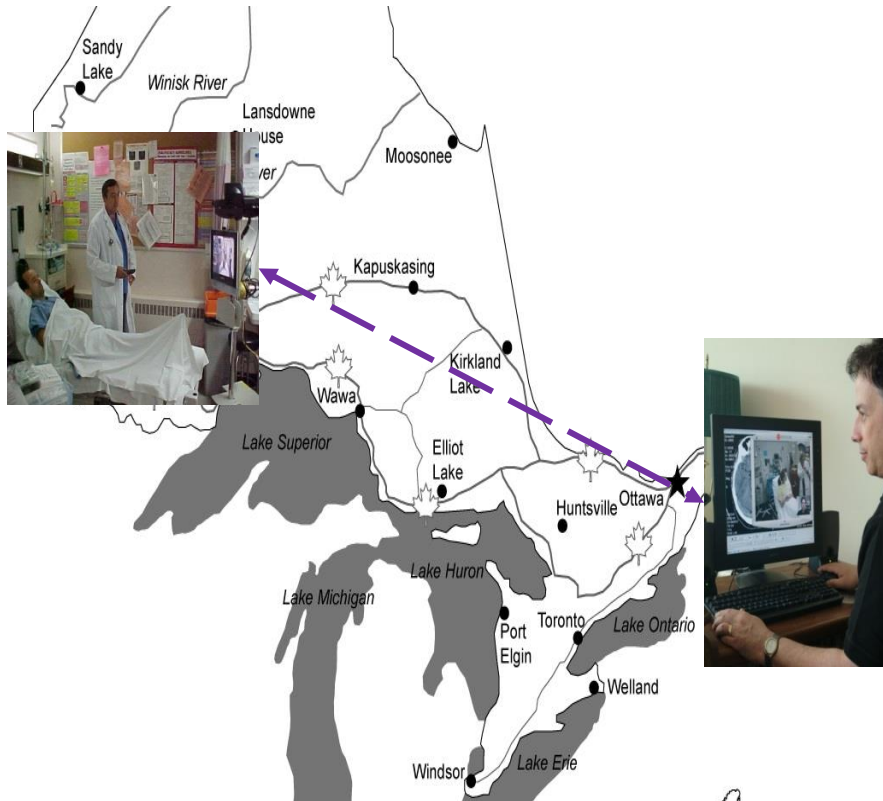 Sandy
Lake
Winisk River
Lansdowne
Moosonee
Kapuskasing
Kirkland
Lake
Wawa
Lake Superior
Elliot
Lake
Huntsville
Ottawa
Lake Huron
Lake Michigan
Port
Elgin
Toronto
Lake Ontario
Welland
Windsor
Lake Erie